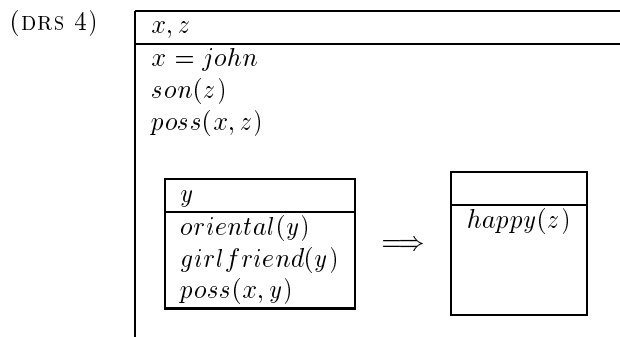 (DRS 4)
x, z
x = john
son(z)
poss(x, z)
y
oriental(y)
girlfriend(y)
poss(x, y)
⟹
happy(z)